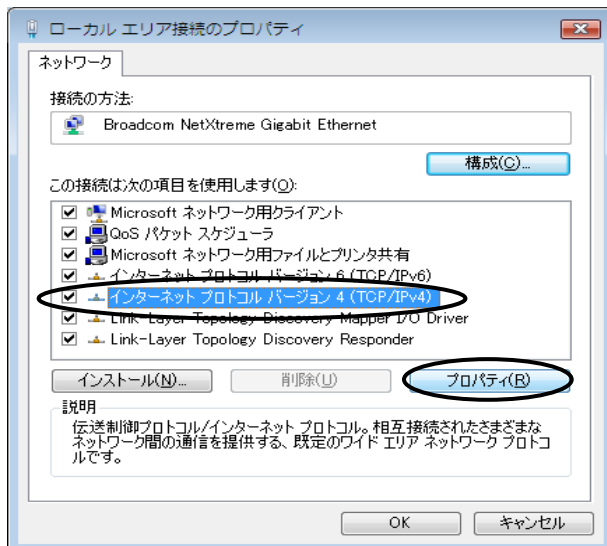 ローカル エリア接続のプロパティ
ネットワーク
接続の方法:
Broadcom NetXtreme Gigabit Ethernet
構成(C)...
この接続は次の項目を使用します(O):
Microsoft ネットワーク用クライアント
QoS パケット スケジューラ
Microsoft ネットワーク用ファイルとプリンタ共有
インターネット プロトコル バージョン 6 (TCP/IPv6)
インターネット プロトコル バージョン 4 (TCP/IPv4)
Link-Layer Topology Discovery Mapper I/O Driver
Link-Layer Topology Discovery Responder
インストール(N)... 削除(U) プロパティ(R)
説明
伝送制御プロトコル/インターネット プロトコル。相互接続されたさまざまな
ネットワーク間の通信を提供する、既定のワイド エリア ネットワーク プロトコ
ルです。
OK キャンセル